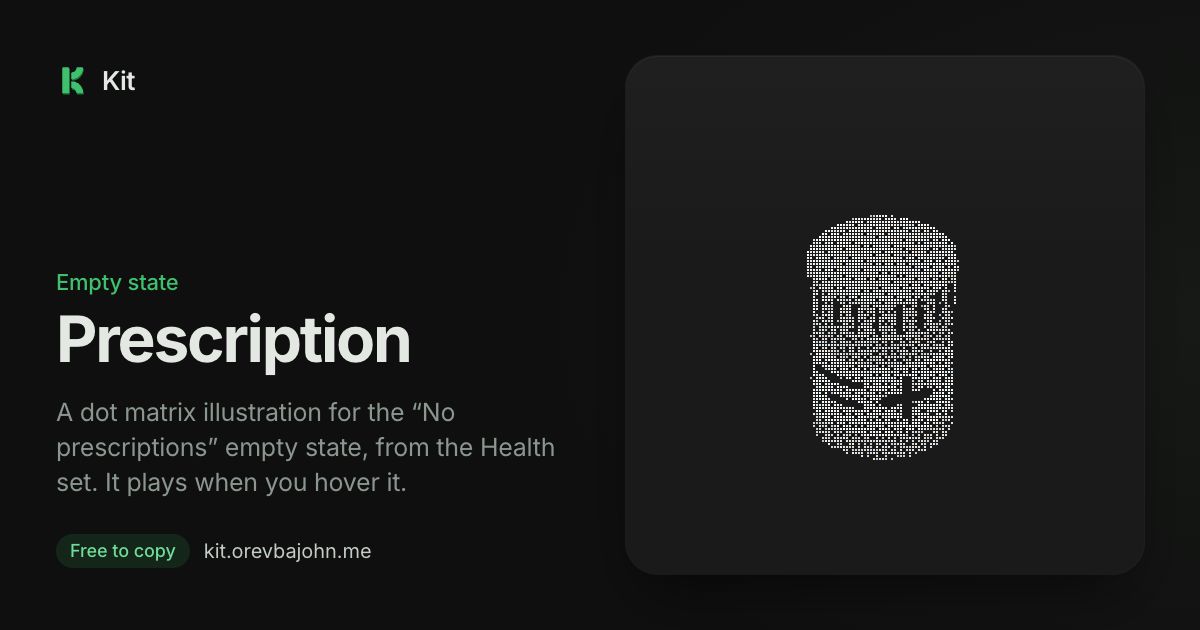 Kit
Empty state
Prescription
A dot matrix illustration for the “No
prescriptions” empty state, from the Health
set. It plays when you hover it.
Free to copy
kit.orevbajohn.me